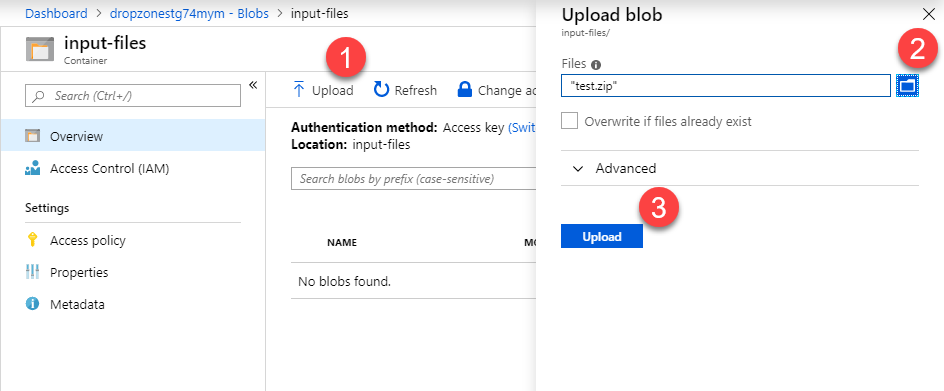 Dashboard > dropzonestg74mym - Blobs > input-files
input-files
Container
Search (Ctrl+/)
«
Overview
Access Control (IAM)
Settings
Access policy
Properties
Metadata
1
Upload Refresh Change ac
Authentication method: Access key (Swit
Location: input-files
Search blobs by prefix (case-sensitive)
NAME MO
No blobs found.
Upload blob
input-files/
2
Files
"test.zip"
Overwrite if files already exist
Advanced
3
Upload